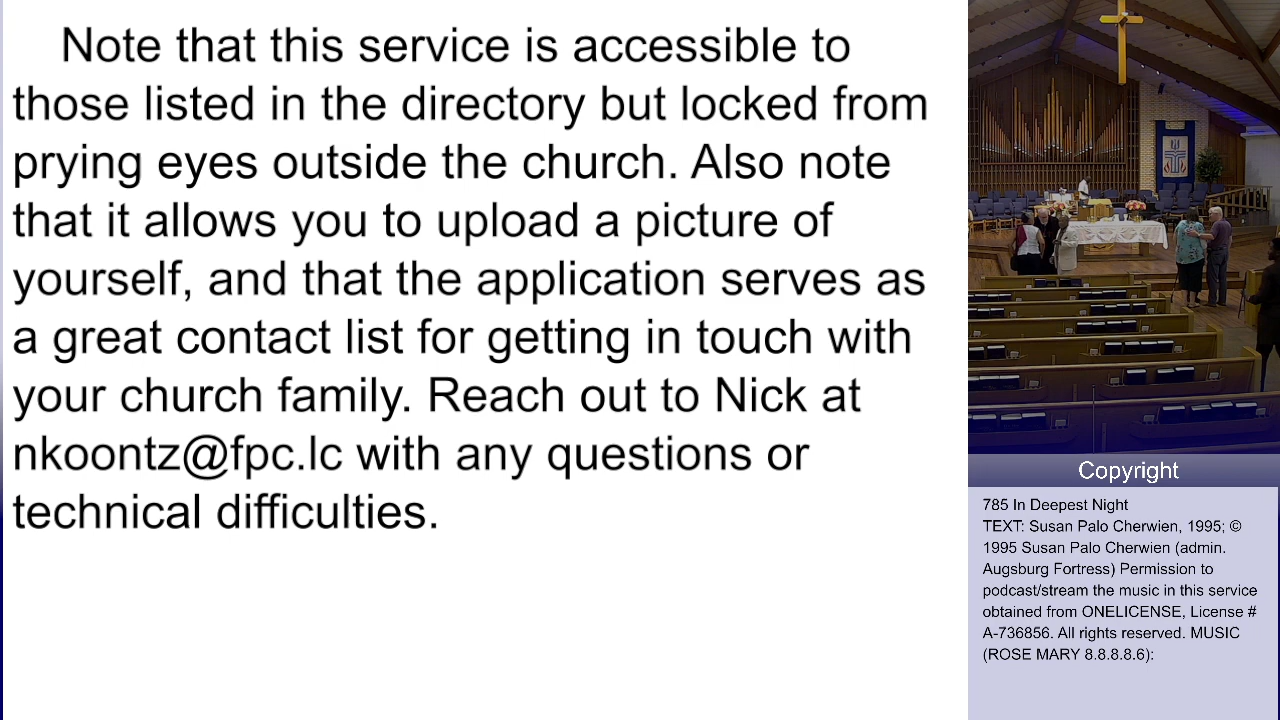 Note that this service is accessible to
those listed in the directory but locked from
prying eyes outside the church. Also note
that it allows you to upload a picture of
yourself, and that the application serves as
a great contact list for getting in touch with
your church family. Reach out to Nick at
nkoontz@fpc.lc with any questions or
technical difficulties.
Copyright
785 In Deepest Night
TEXT: Susan Palo Cherwien, 1995; ©
1995 Susan Palo Cherwien (admin.
Augsburg Fortress) Permission to
podcast/stream the music in this service
obtained from ONELICENSE, License #
A-736856. All rights reserved. MUSIC
(ROSE MARY 8.8.8.8.6):